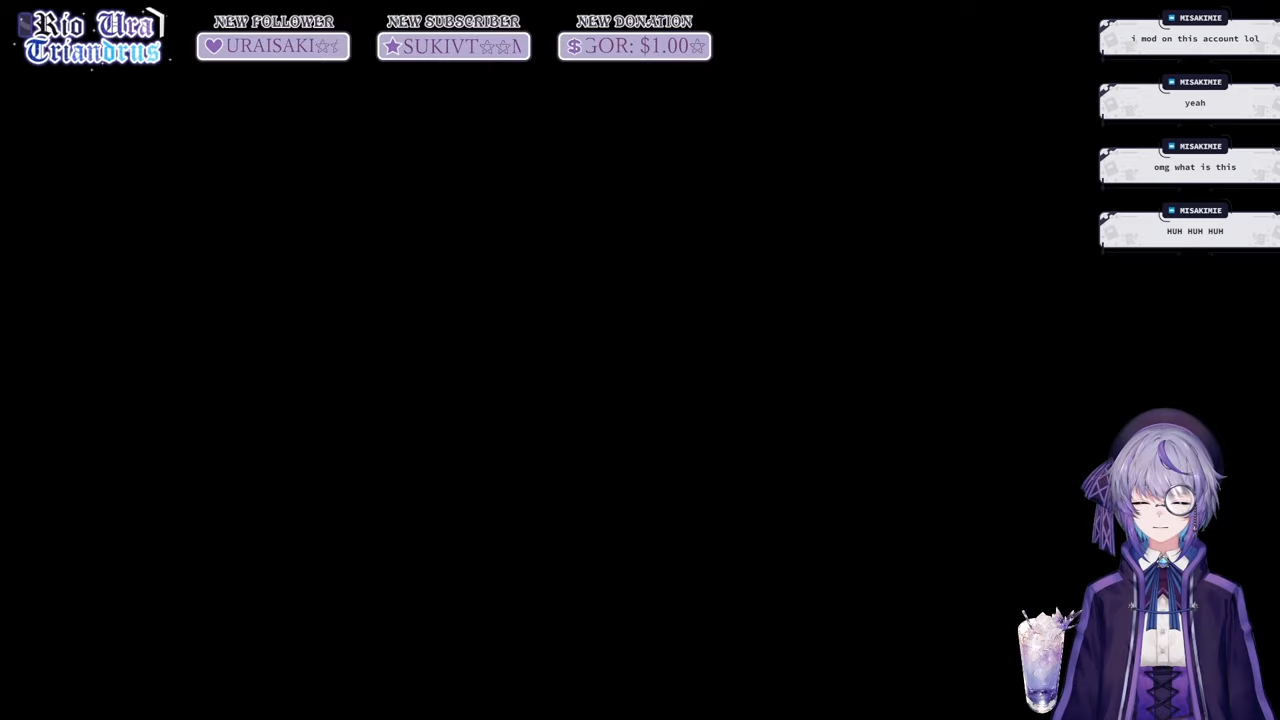 Rio Ura
Triandrus
NEW FOLLOWER
URAISAKI
NEW SUBSCRIBER
SUKIVT☆☆M
NEW DONATION
$GOR: $1.00☆
MISAKIMIE
i mod on this account lol
MISAKIMIE
yeah
MISAKIMIE
omg what is this
MISAKIMIE
HUH HUH HUH